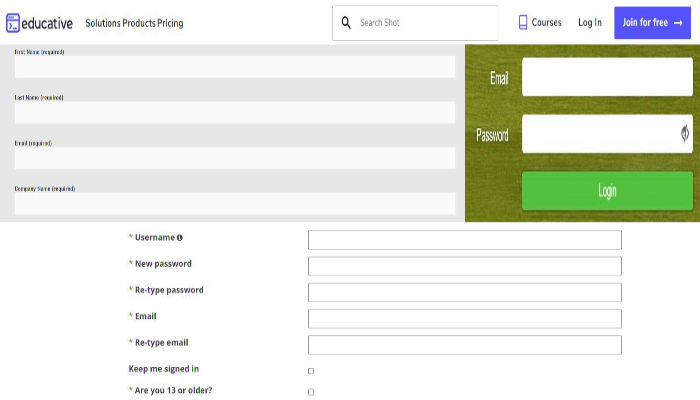 educative Solutions Products Pricing Search Shot Courses Log In Join for free →
First Name (required)
Last Name (required)
Email (required)
Company Name (required)
Email
Password
Login
* Username
* New password
* Re-type password
* Email
* Re-type email
Keep me signed in
* Are you 13 or older?